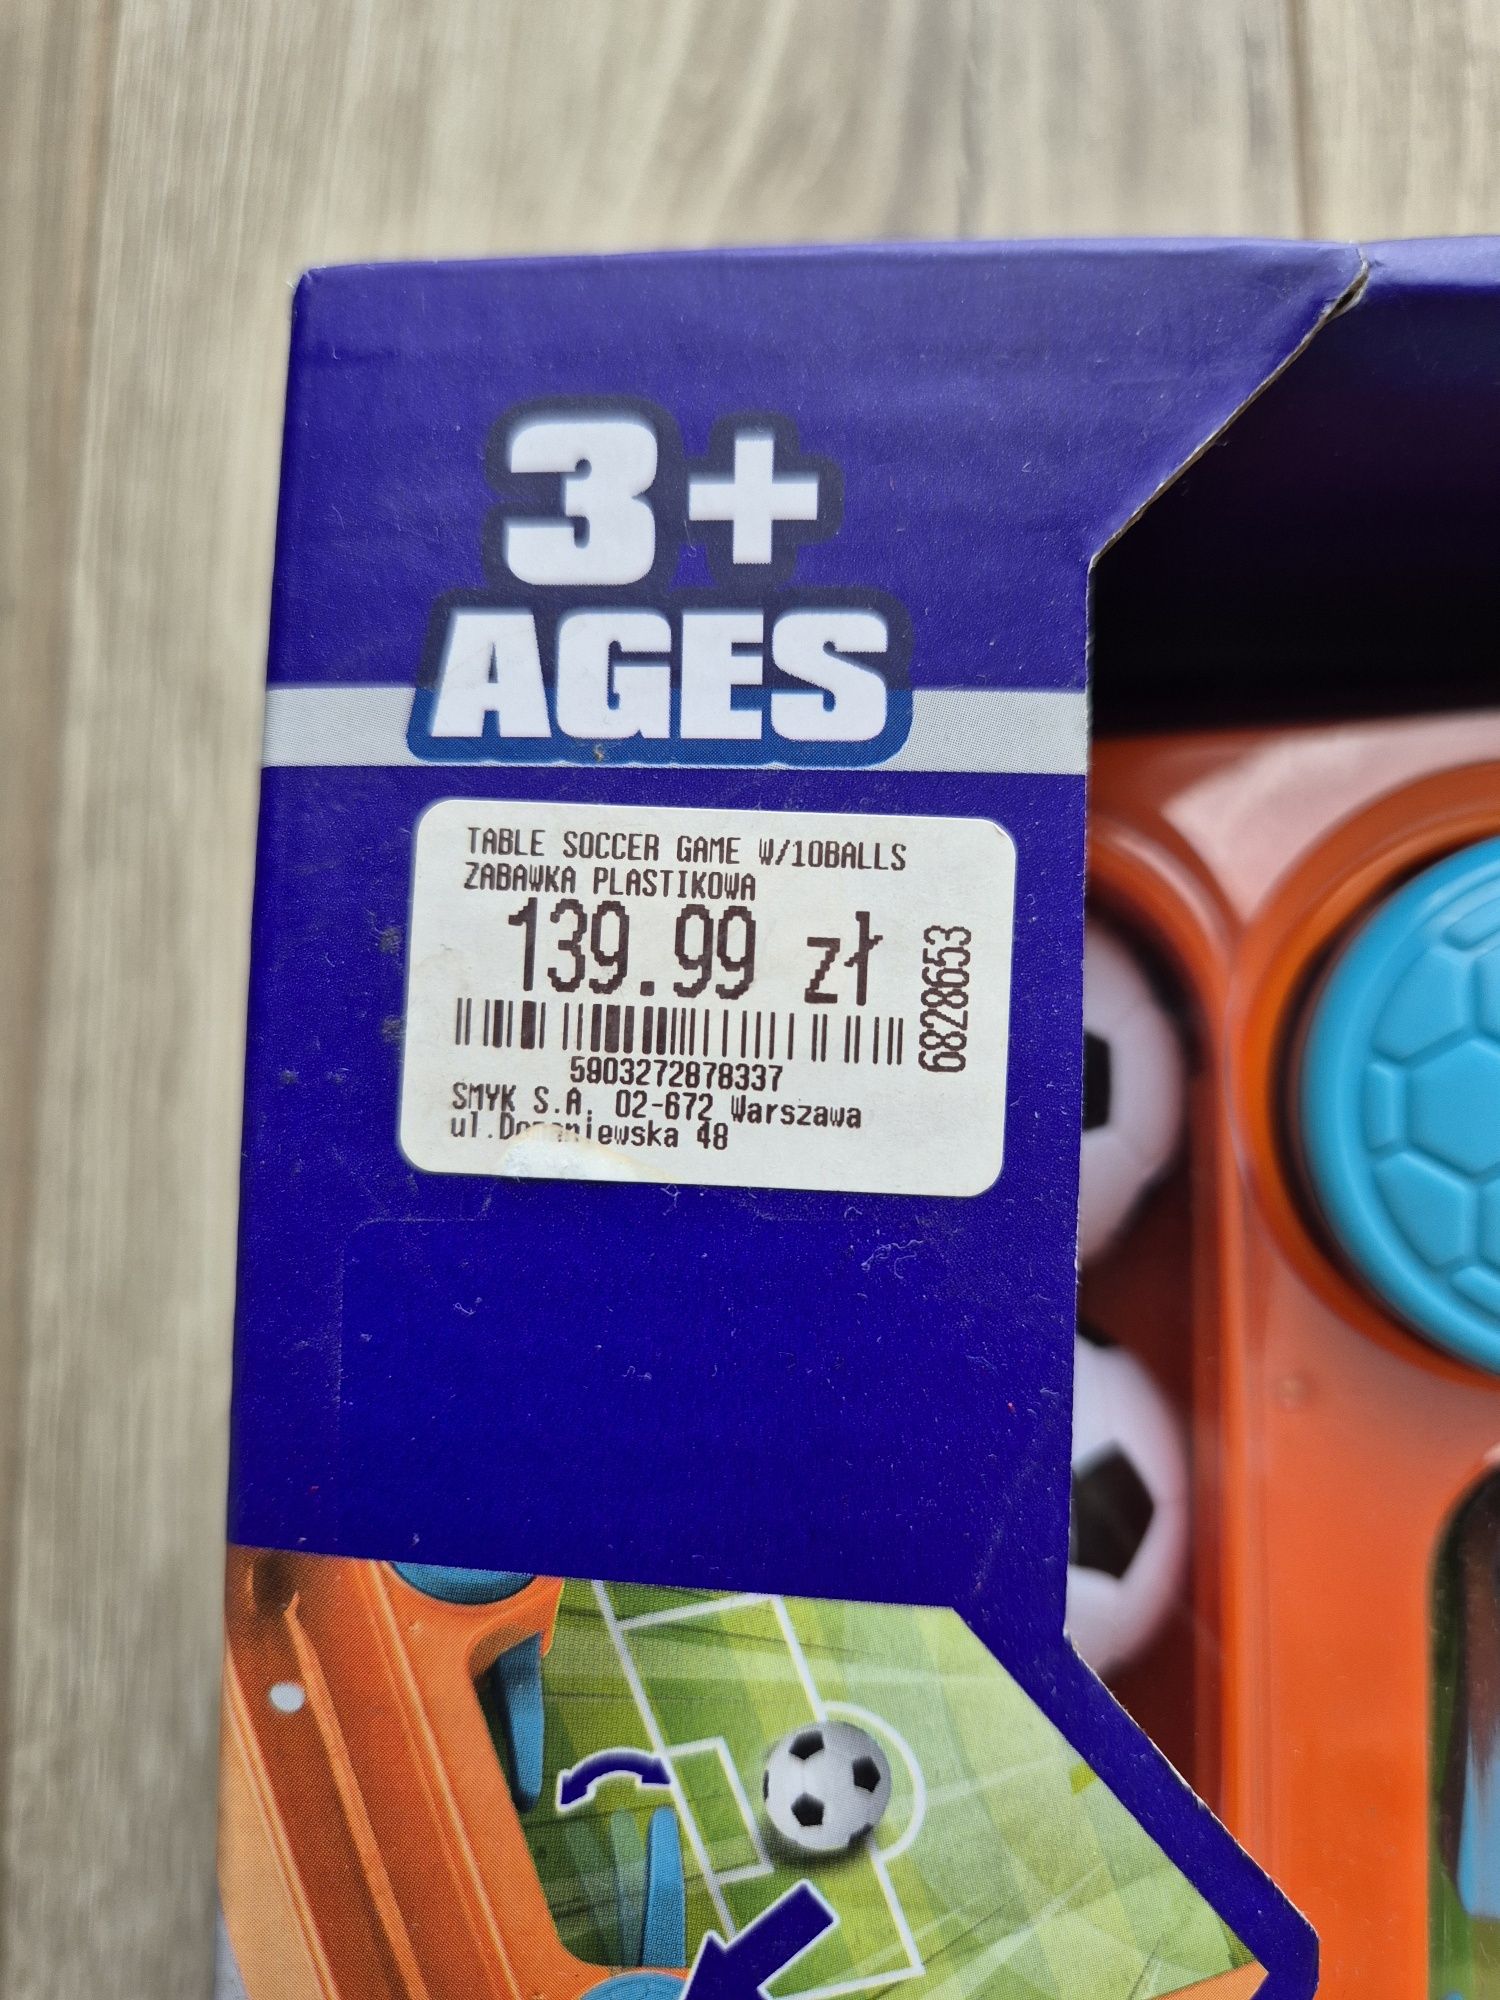 3+
AGES
TABLE SOCCER GAME W/10BALLS
ZABAWKA PLASTIKOWA
139.99 zł
6828653
5903272878337
SMYK S.A. 02-672 Warszawa
48